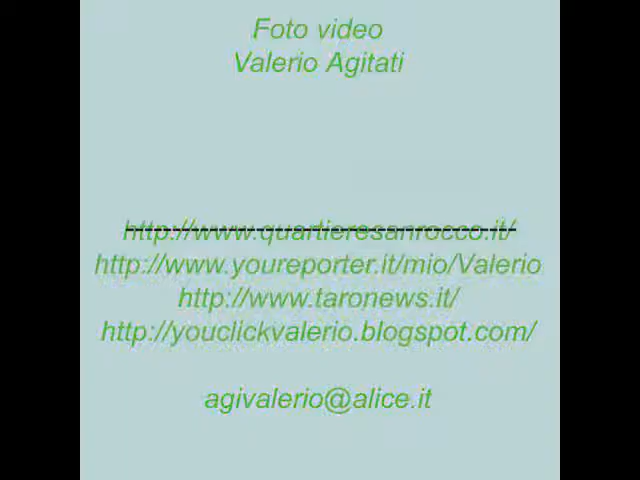 Foto video
Valerio Agitati
http://www.quartieresanrocco.it/
http://www.youreporter.it/mio/Valerio
http://www.taronews.it/
http://youclickvalerio.blogspot.com/
agivalerio@alice.it